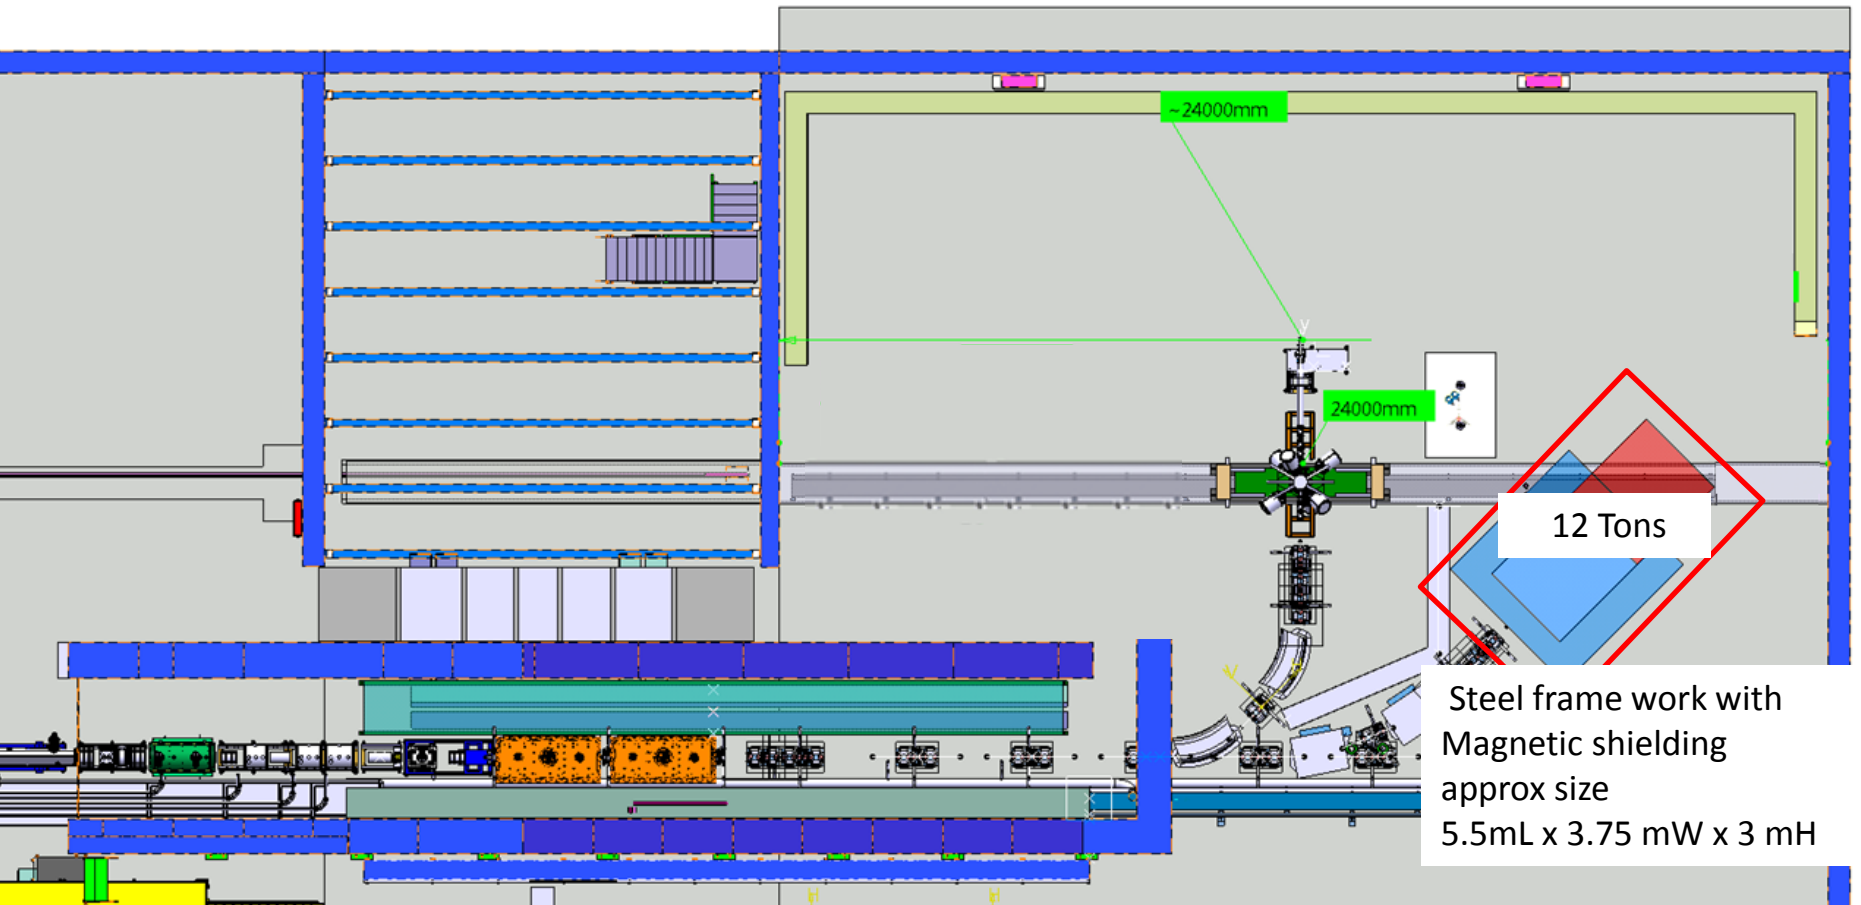 ~24000mm
y
24000mm
12 Tons
Steel frame work with
Magnetic shielding
approx size
5.5mL x 3.75 mW x 3 mH